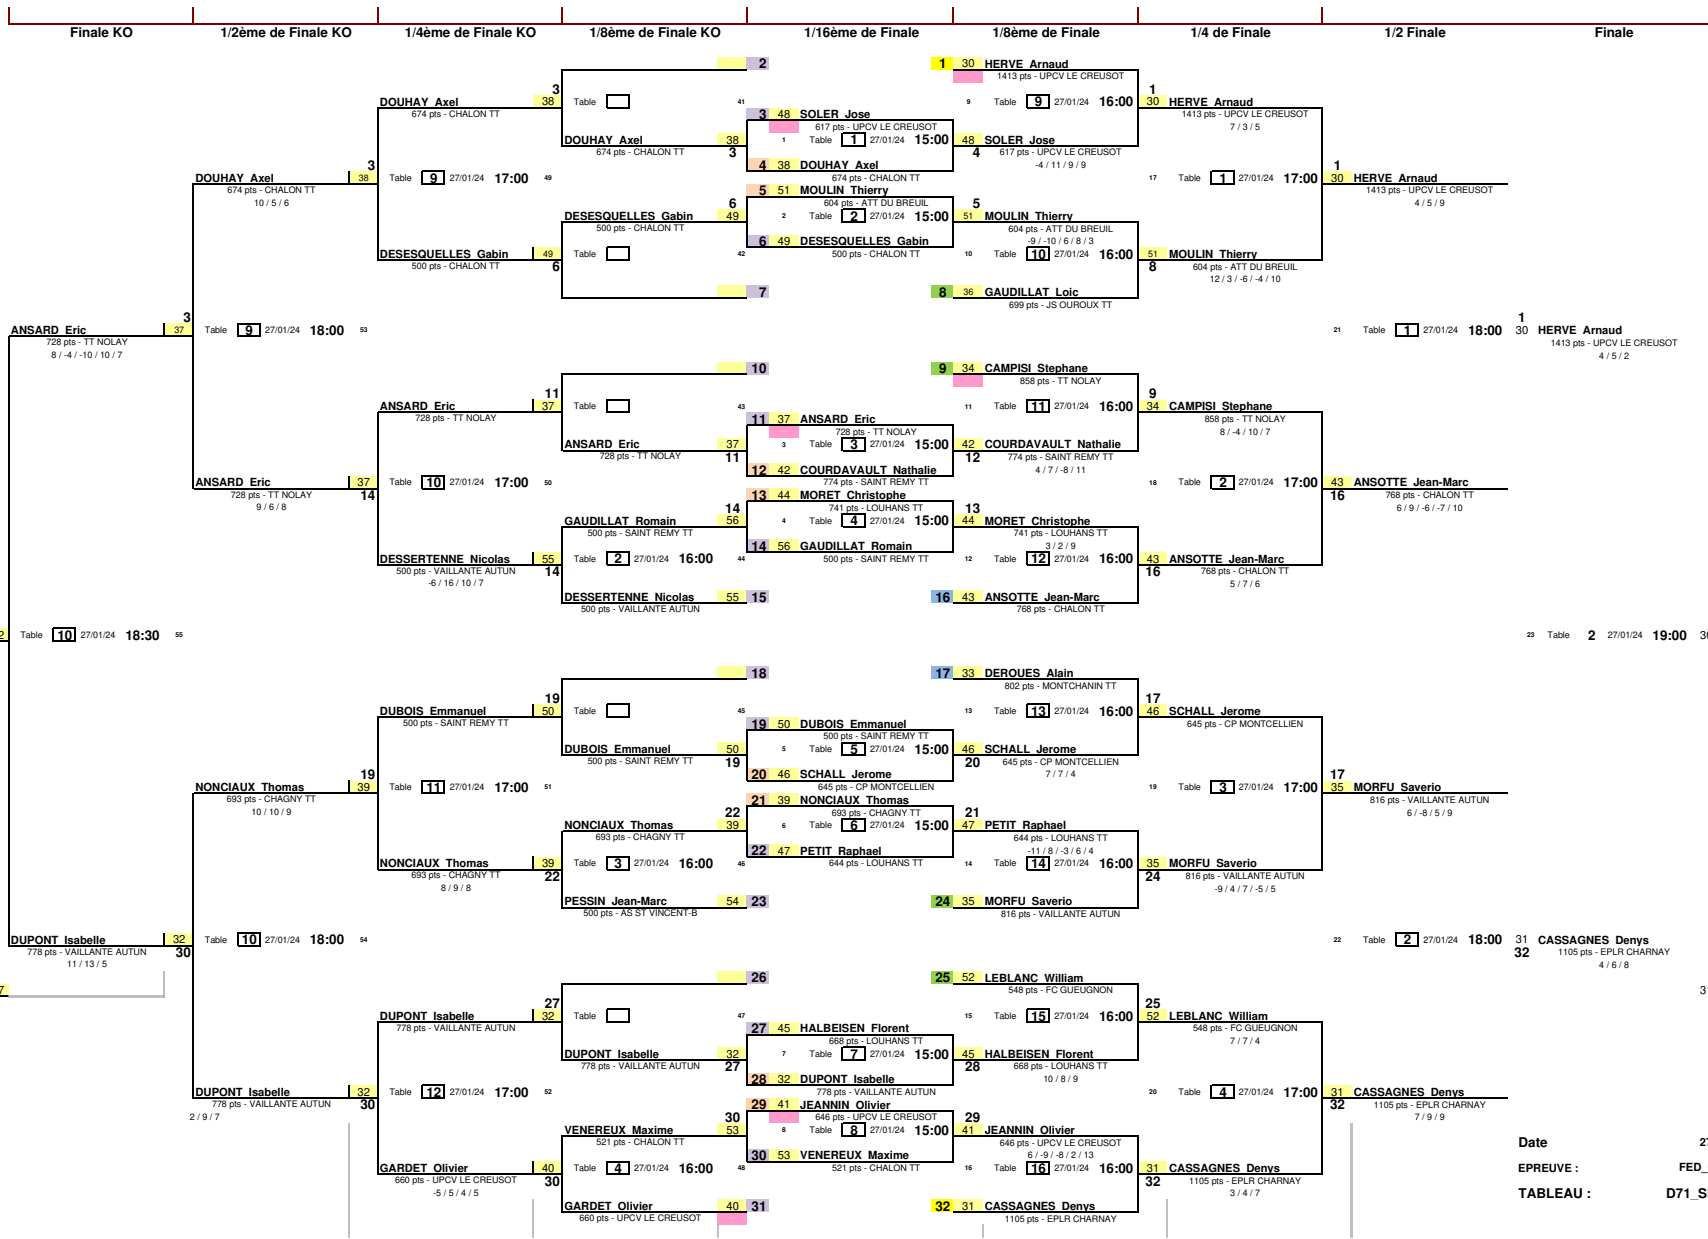 Finale KO 1/2ème de Finale KO 1/4ème de Finale KO 1/8ème de Finale KO 1/16ème de Finale 1/8ème de Finale 1/4 de Finale 1/2 Finale Finale
2 1 30 HERVE Arnaud
1413 pts - UPCV LE CREUSOT
3 1
DOUHAY Axel 38 Table 41 9 Table 9 27/01/24 16:00 30 HERVE Arnaud
674 pts - CHALON TT 3 48 SOLER Jose 1413 pts - UPCV LE CREUSOT
617 pts - UPCV LE CREUSOT 7 / 3 / 5
DOUHAY Axel 38 1 Table 1 27/01/24 15:00 48 SOLER Jose
674 pts - CHALON TT 3 4 617 pts - UPCV LE CREUSOT
3 4 38 DOUHAY Axel -4 / 11 / 9 / 9 1
DOUHAY Axel 38 Table 9 27/01/24 17:00 49 674 pts - CHALON TT 17 Table 1 27/01/24 17:00 30 HERVE Arnaud
674 pts - CHALON TT 5 51 MOULIN Thierry 1413 pts - UPCV LE CREUSOT
10 / 5 / 6 6 604 pts - ATT DU BREUIL 5 4 / 5 / 9
DESESQUELLES Gabin 49 2 Table 2 27/01/24 15:00 51 MOULIN Thierry
500 pts - CHALON TT 604 pts - ATT DU BREUIL
6 49 DESESQUELLES Gabin -9 / -10 / 6 / 8 / 3
DESESQUELLES Gabin 49 Table 42 500 pts - CHALON TT 10 Table 10 27/01/24 16:00 51 MOULIN Thierry
500 pts - CHALON TT 6 8 604 pts - ATT DU BREUIL
12 / 3 / -6 / -4 / 10
7 8 36 GAUDILLAT Loic
699 pts - JS OUROUX TT
3 1
ANSARD Eric 37 Table 9 27/01/24 18:00 53 21 Table 1 27/01/24 18:00 30 HERVE Arnaud
728 pts - TT NOLAY 1413 pts - UPCV LE CREUSOT
8 / -4 / -10 / 10 / 7 4 / 5 / 2
10 9 34 CAMPISI Stephane
858 pts - TT NOLAY
11 9
ANSARD Eric 37 Table 43 11 Table 11 27/01/24 16:00 34 CAMPISI Stephane
728 pts - TT NOLAY 11 37 ANSARD Eric 858 pts - TT NOLAY
728 pts - TT NOLAY 8 / -4 / 10 / 7
ANSARD Eric 37 3 Table 3 27/01/24 15:00 42 COURDAVAULT Nathalie
728 pts - TT NOLAY 11 12 774 pts - SAINT REMY TT
12 42 COURDAVAULT Nathalie 4 / 7 / -8 / 11
ANSARD Eric 37 Table 10 27/01/24 17:00 50 774 pts - SAINT REMY TT 18 Table 2 27/01/24 17:00 43 ANSOTTE Jean-Marc
728 pts - TT NOLAY 14 13 44 MORET Christophe 16 768 pts - CHALON TT
9 / 6 / 8 14 741 pts - LOUHANS TT 13 6 / 9 / -6 / -7 / 10
GAUDILLAT Romain 56 4 Table 4 27/01/24 15:00 44 MORET Christophe
500 pts - SAINT REMY TT 741 pts - LOUHANS TT
14 56 GAUDILLAT Romain 3 / 2 / 9
DESSERTENNE Nicolas 55 Table 2 27/01/24 16:00 44 500 pts - SAINT REMY TT 12 Table 12 27/01/24 16:00 43 ANSOTTE Jean-Marc
500 pts - VAILLANTE AUTUN 14 16 768 pts - CHALON TT
-6 / 16 / 10 / 7 5 / 7 / 6
DESSERTENNE Nicolas 55 15 16 43 ANSOTTE Jean-Marc
500 pts - VAILLANTE AUTUN 768 pts - CHALON TT
2 Table 10 27/01/24 18:30 55 23 Table 2 27/01/24 19:00 30
18 17 33 DEROUES Alain
802 pts - MONTCHANIN TT
19 17
DUBOIS Emmanuel 50 Table 45 13 Table 13 27/01/24 16:00 46 SCHALL Jerome
500 pts - SAINT REMY TT 19 50 DUBOIS Emmanuel 645 pts - CP MONTCELLIEN
500 pts - SAINT REMY TT
DUBOIS Emmanuel 50 5 Table 5 27/01/24 15:00 46 SCHALL Jerome
500 pts - SAINT REMY TT 19 20 645 pts - CP MONTCELLIEN
19 20 46 SCHALL Jerome 7 / 7 / 4 17
NONCIAUX Thomas 39 Table 11 27/01/24 17:00 51 645 pts - CP MONTCELLIEN 19 Table 3 27/01/24 17:00 35 MORFU Saverio
693 pts - CHAGNY TT 21 39 NONCIAUX Thomas 816 pts - VAILLANTE AUTUN
10 / 10 / 9 22 693 pts - CHAGNY TT 21 6 / -8 / 5 / 9
NONCIAUX Thomas 39 6 Table 6 27/01/24 15:00 47 PETIT Raphael
693 pts - CHAGNY TT 644 pts - LOUHANS TT
22 47 PETIT Raphael -11 / 8 / -3 / 6 / 4
NONCIAUX Thomas 39 Table 3 27/01/24 16:00 46 644 pts - LOUHANS TT 14 Table 14 27/01/24 16:00 35 MORFU Saverio
693 pts - CHAGNY TT 22 24 816 pts - VAILLANTE AUTUN
8 / 9 / 8 -9 / 4 / 7 / -5 / 5
PESSIN Jean-Marc 54 23 24 35 MORFU Saverio
500 pts - AS ST VINCENT-B 816 pts - VAILLANTE AUTUN
DUPONT Isabelle 32 Table 10 27/01/24 18:00 54 22 Table 2 27/01/24 18:00 31 CASSAGNES Denys
778 pts - VAILLANTE AUTUN 30 32 1105 pts - EPLR CHARNAY
11 / 13 / 5 4 / 6 / 8
26 25 52 LEBLANC William
7 548 pts - FC GUEUGNON 3
27 25
DUPONT Isabelle 32 Table 47 15 Table 15 27/01/24 16:00 52 LEBLANC William
778 pts - VAILLANTE AUTUN 27 45 HALBEISEN Florent 548 pts - FC GUEUGNON
668 pts - LOUHANS TT 7 / 7 / 4
DUPONT Isabelle 32 7 Table 7 27/01/24 15:00 45 HALBEISEN Florent
778 pts - VAILLANTE AUTUN 27 28 668 pts - LOUHANS TT
28 32 DUPONT Isabelle 10 / 8 / 9
DUPONT Isabelle 32 Table 12 27/01/24 17:00 52 778 pts - VAILLANTE AUTUN 20 Table 4 27/01/24 17:00 31 CASSAGNES Denys
778 pts - VAILLANTE AUTUN 30 29 41 JEANNIN Olivier 32 1105 pts - EPLR CHARNAY
2 / 9 / 7 30 646 pts - UPCV LE CREUSOT 29 7 / 9 / 9
VENEREUX Maxime 53 8 Table 8 27/01/24 15:00 41 JEANNIN Olivier
521 pts - CHALON TT 646 pts - UPCV LE CREUSOT Date 27
30 53 VENEREUX Maxime 6 / -9 / -8 / 2 / 13
GARDET Olivier 40 Table 4 27/01/24 16:00 48 521 pts - CHALON TT 16 Table 16 27/01/24 16:00 31 CASSAGNES Denys EPREUVE : FED_
660 pts - UPCV LE CREUSOT 30 32 1105 pts - EPLR CHARNAY
-5 / 5 / 4 / 5 3 / 4 / 7 TABLEAU : D71_S
GARDET Olivier 40 31 32 31 CASSAGNES Denys
660 pts - UPCV LE CREUSOT 1105 pts - EPLR CHARNAY